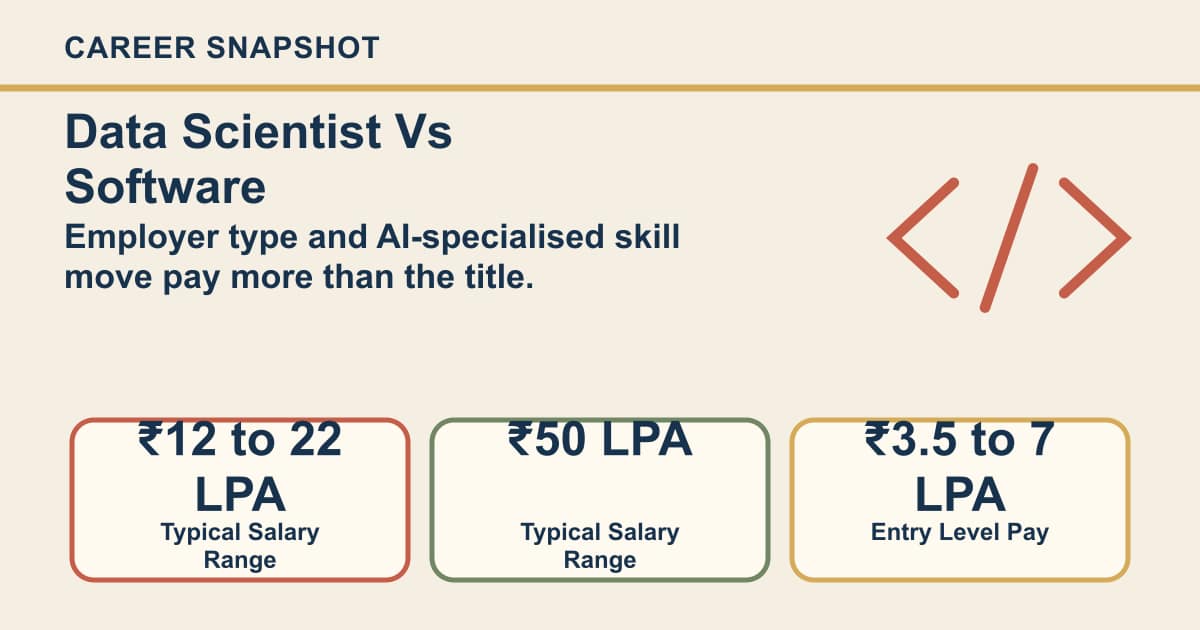 CAREER SNAPSHOT
Data Scientist Vs
Software
Employer type and AI-specialised skill
move pay more than the title.
₹12 to 22
LPA
Typical Salary
Range
₹50 LPA
Typical Salary
Range
₹3.5 to 7
LPA
Entry Level Pay